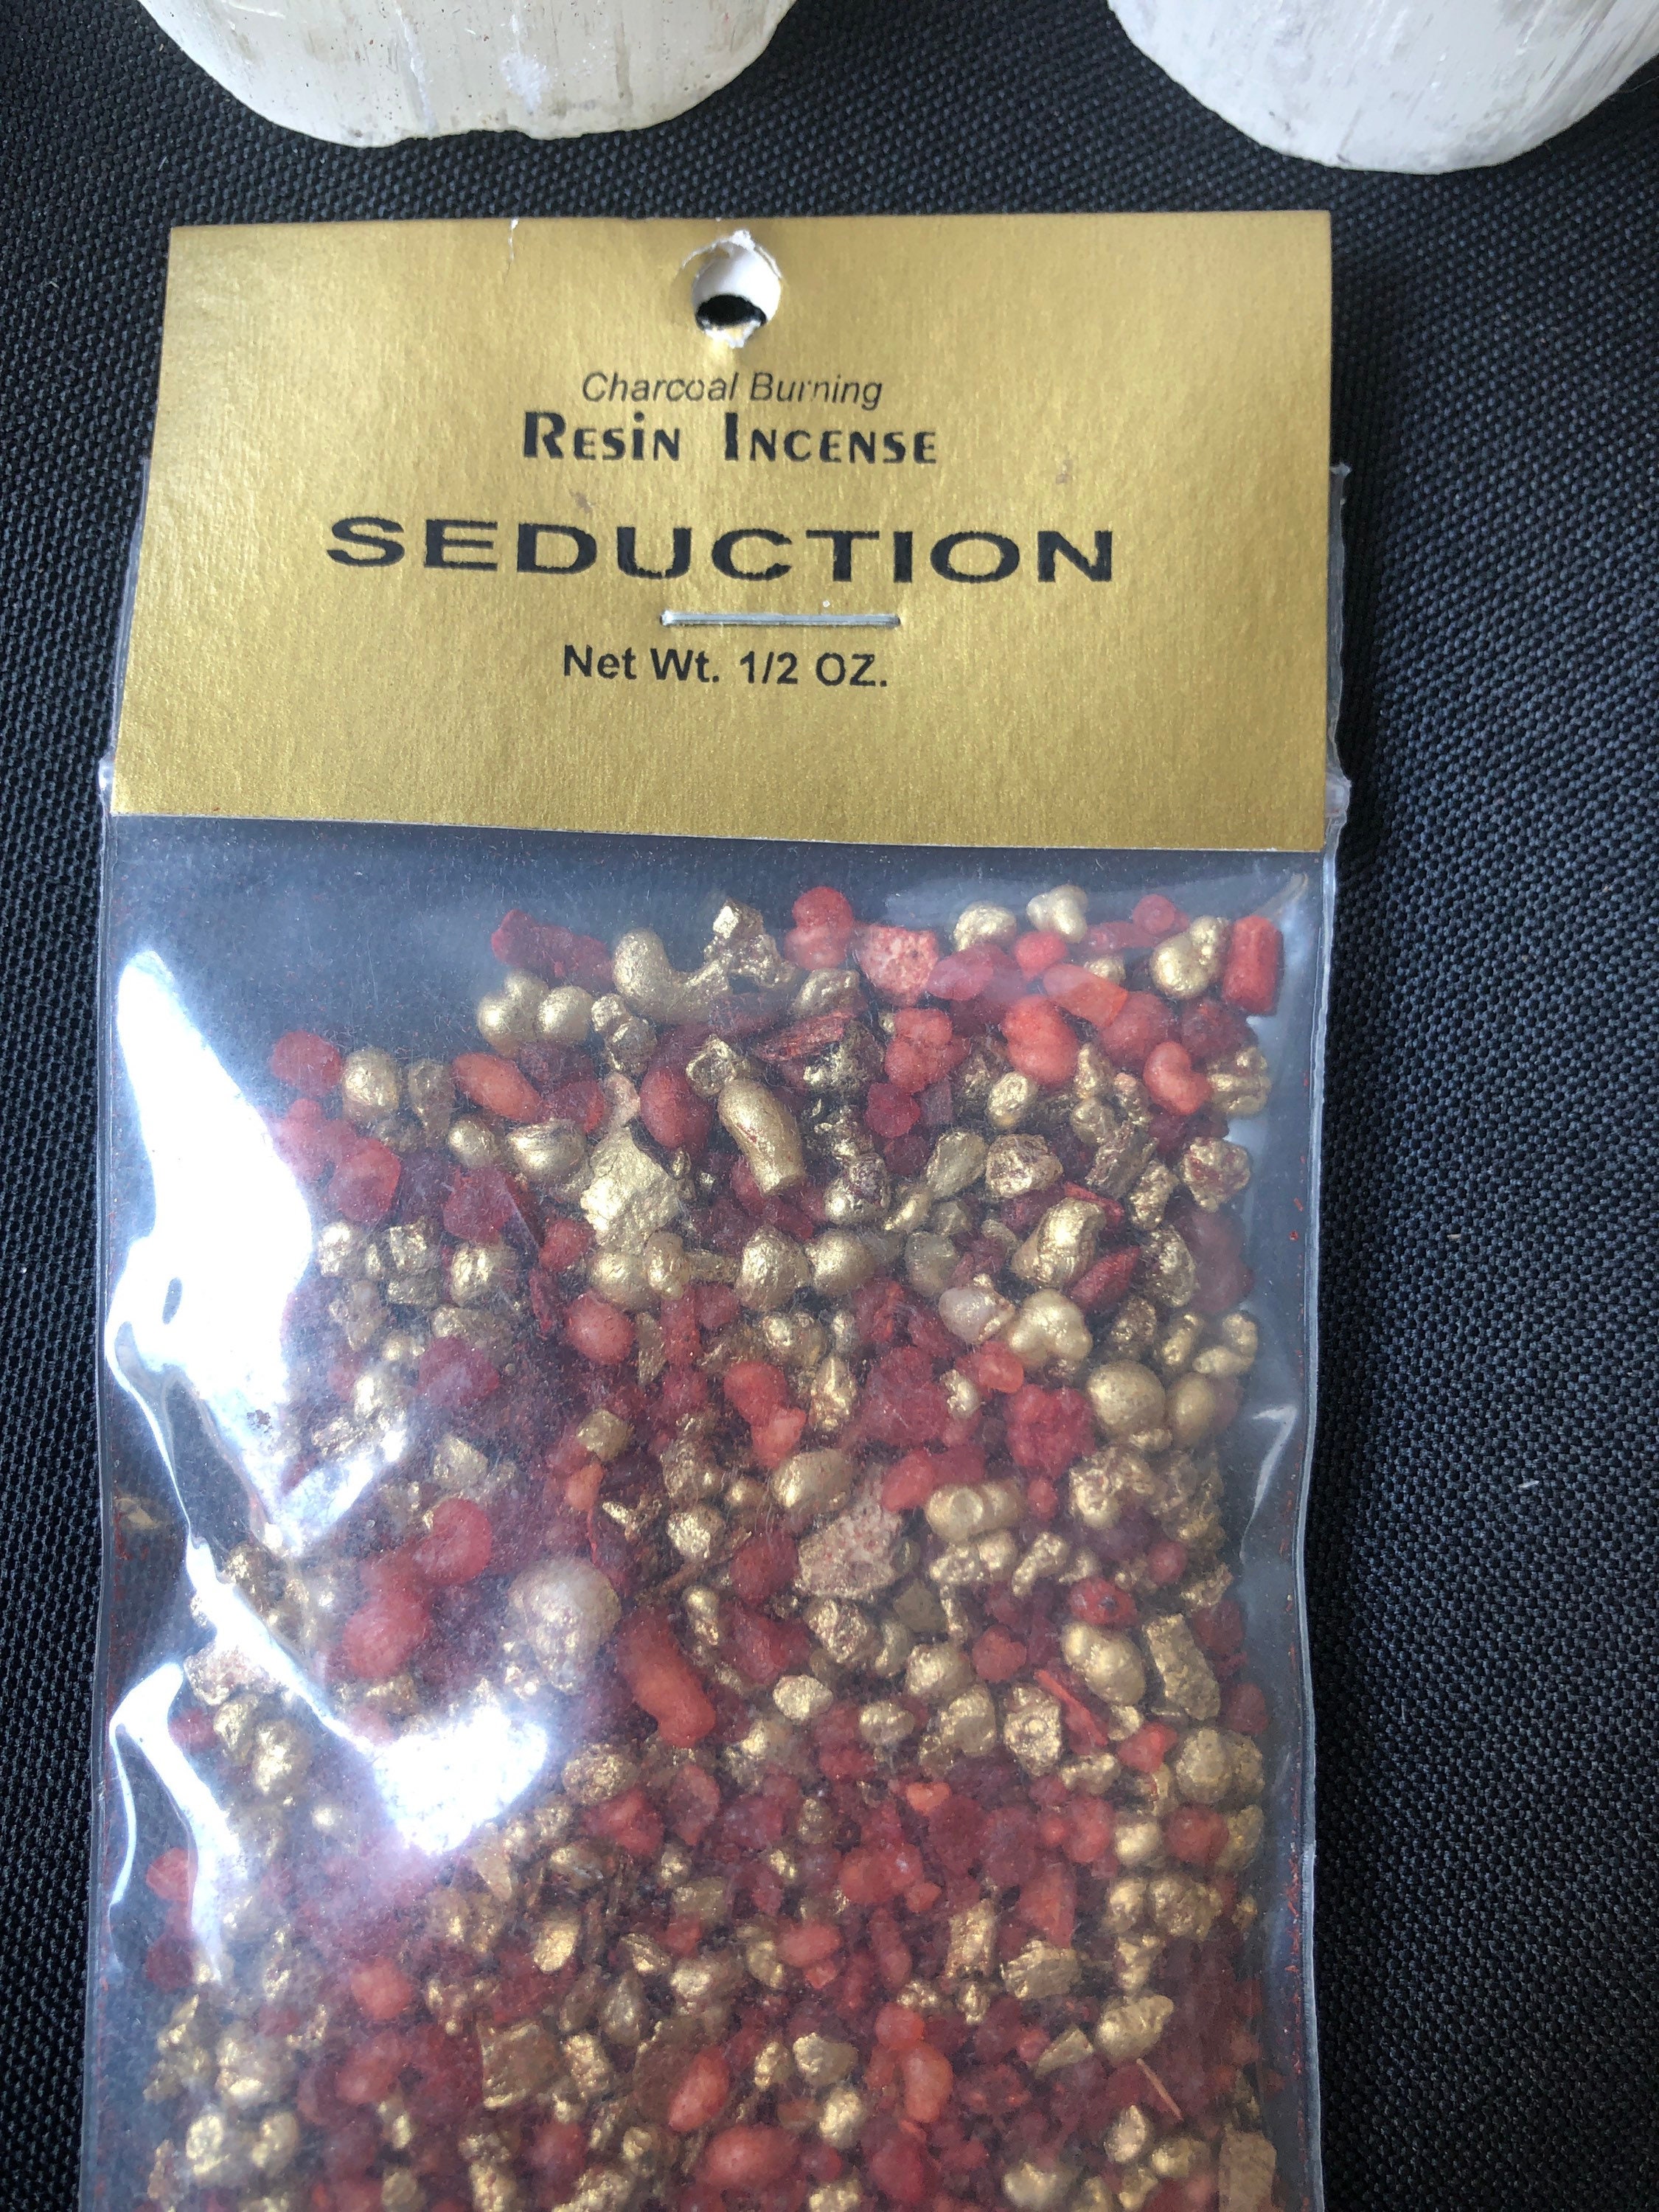 Charcoal Burning
Resin Incense
SEDUCTION
Net Wt. 1/2 OZ.